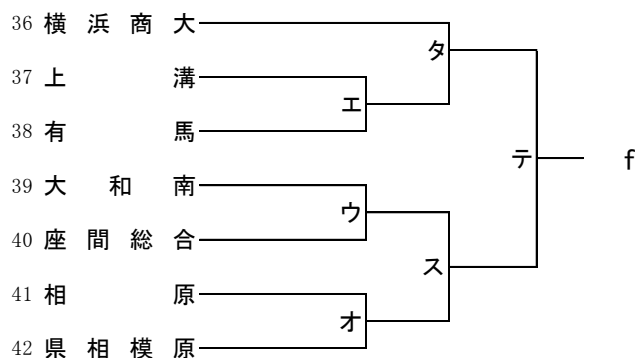 36 横浜商大
タ
37 上溝
エ
38 有馬
テ f
39 大和南
ウ
40 座間総合
ス
41 相原
オ
42 県相模原